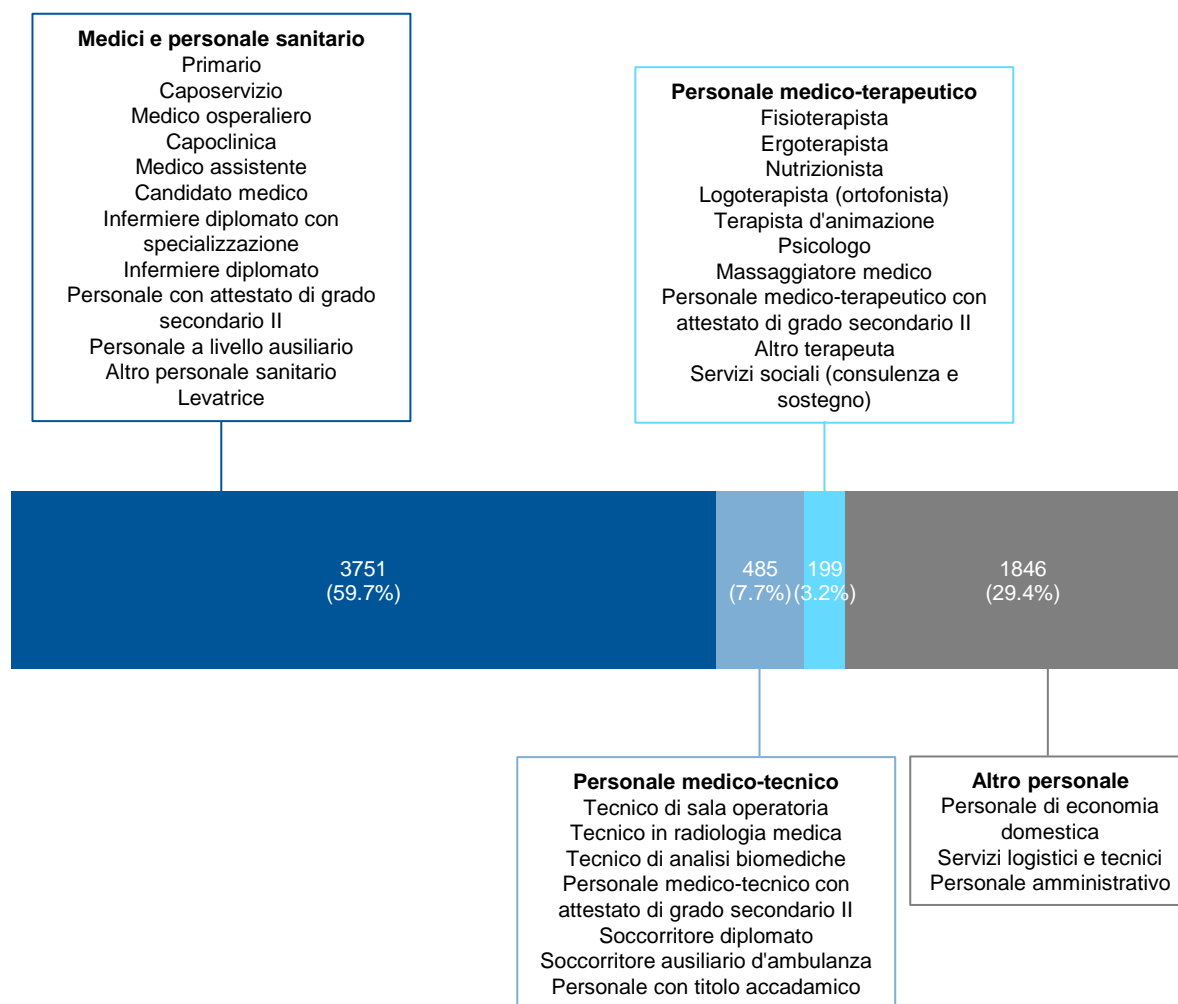 Medici e personale sanitario
Primario
Caposervizio
Medico osperaliero
Capoclinica
Medico assistente
Candidato medico
Infermiere diplomato con
specializzazione
Infermiere diplomato
Personale con attestato di grado
secondario II
Personale a livello ausiliario
Altro personale sanitario
Levatrice
Personale medico-terapeutico
Fisioterapista
Ergoterapista
Nutrizionista
Logoterapista (ortofonista)
Terapista d'animazione
Psicologo
Massaggiatore medico
Personale medico-terapeutico con
attestato di grado secondario II
Altro terapeuta
Servizi sociali (consulenza e
sostegno)
3751
(59.7%)
485
(7.7%)
199
(3.2%)
1846
(29.4%)
Personale medico-tecnico
Tecnico di sala operatoria
Tecnico in radiologia medica
Tecnico di analisi biomediche
Personale medico-tecnico con
attestato di grado secondario II
Soccorritore diplomato
Soccorritore ausiliario d'ambulanza
Personale con titolo accadamico
Altro personale
Personale di economia
domestica
Servizi logistici e tecnici
Personale amministrativo